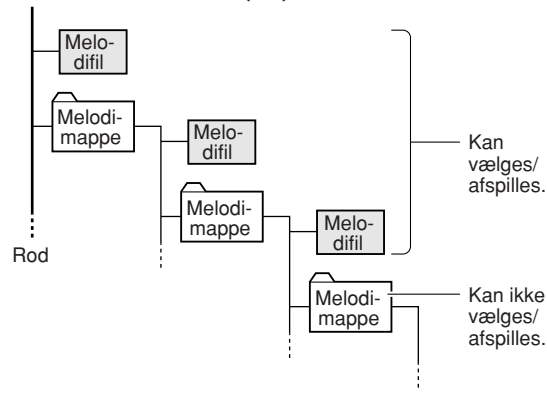 Melo-
difil
Melodi-
mappe
Melo-
difil
Kan
vælges/
afspilles.
Melodi-
mappe
Melo-
difil
Rod
Melodi-
mappe
Kan ikke
vælges/
afspilles.